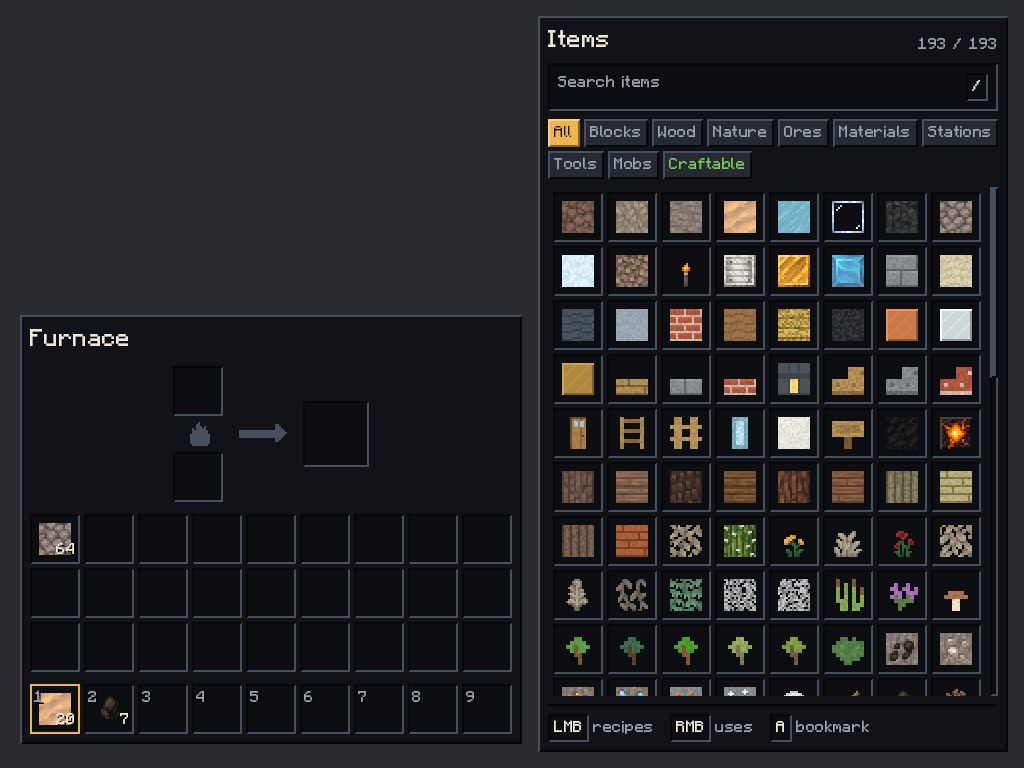 Items
193 / 193
Search items
/
All Blocks Wood Nature Ores Materials Stations
Tools Mobs Craftable
Furnace
64
1 2 3 4 5 6 7 8 9
20 7
LMB recipes RMB uses A bookmark